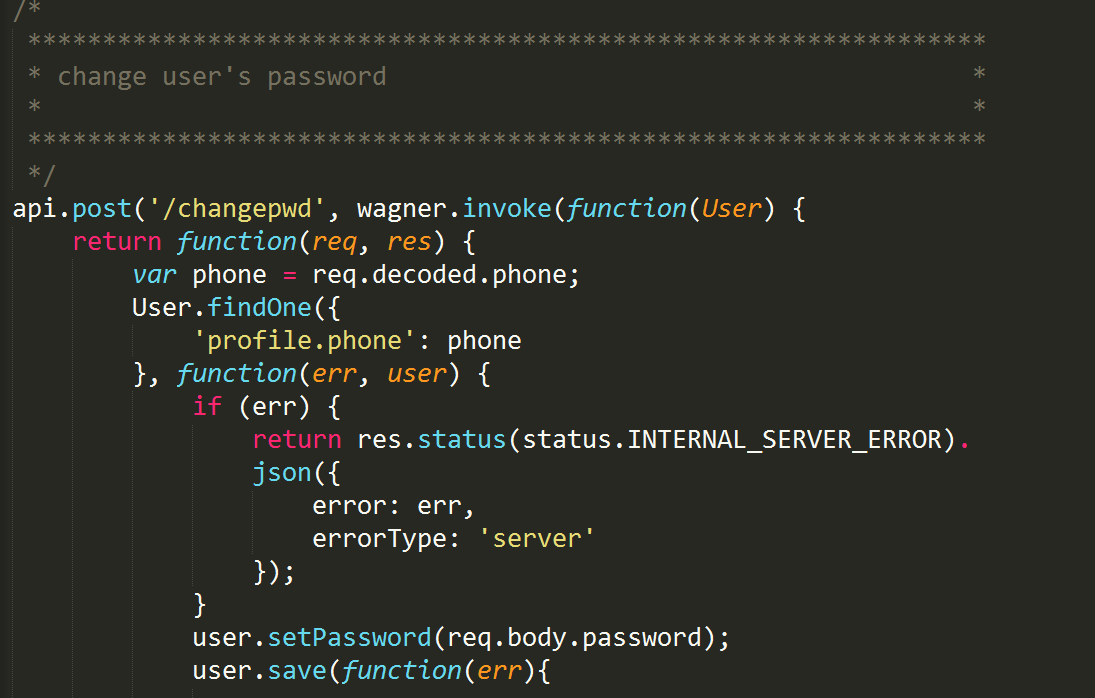 /*
 ****************************************************************
 * change user's password                                       *
 *                                                              *
 ****************************************************************
 */
api.post('/changepwd', wagner.invoke(function(User) {
    return function(req, res) {
        var phone = req.decoded.phone;
        User.findOne({
            'profile.phone': phone
        }, function(err, user) {
            if (err) {
                return res.status(status.INTERNAL_SERVER_ERROR).
                json({
                    error: err,
                    errorType: 'server'
                });
            }
            user.setPassword(req.body.password);
            user.save(function(err){